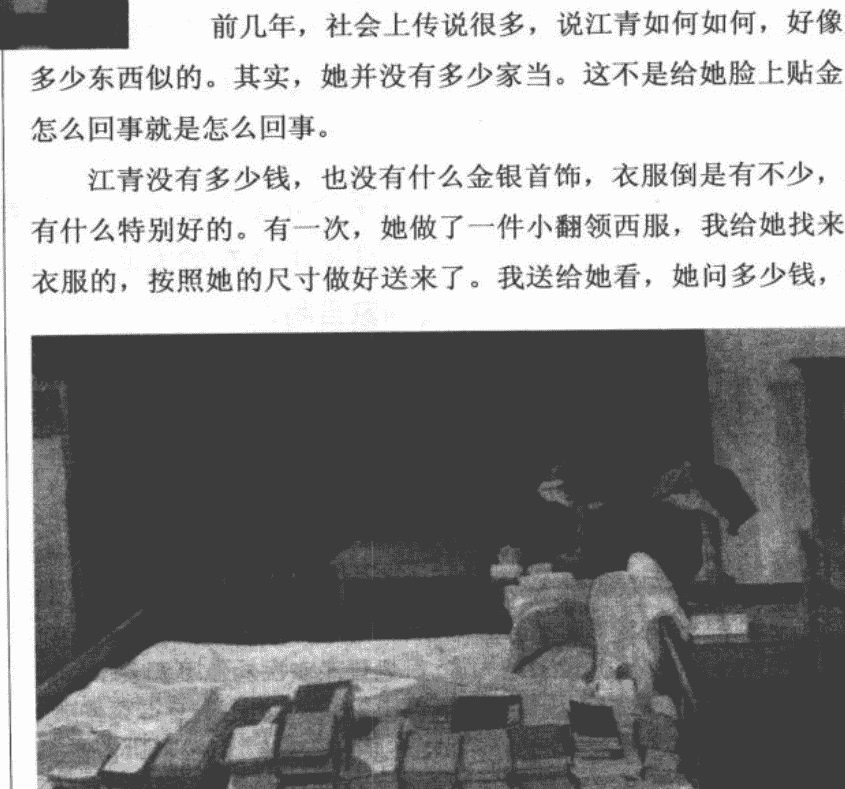 前几年，社会上传说很多，说江青如何如何，好像
多少东西似的。其实，她并没有多少家当。这不是给她脸上贴金
怎么回事就是怎么回事。
江青没有多少钱，也没有什么金银首饰，衣服倒是有不少，
有什么特别好的。有一次，她做了一件小翻领西服，我给她找来
衣服的，按照她的尺寸做好送来了。我送给她看，她问多少钱，